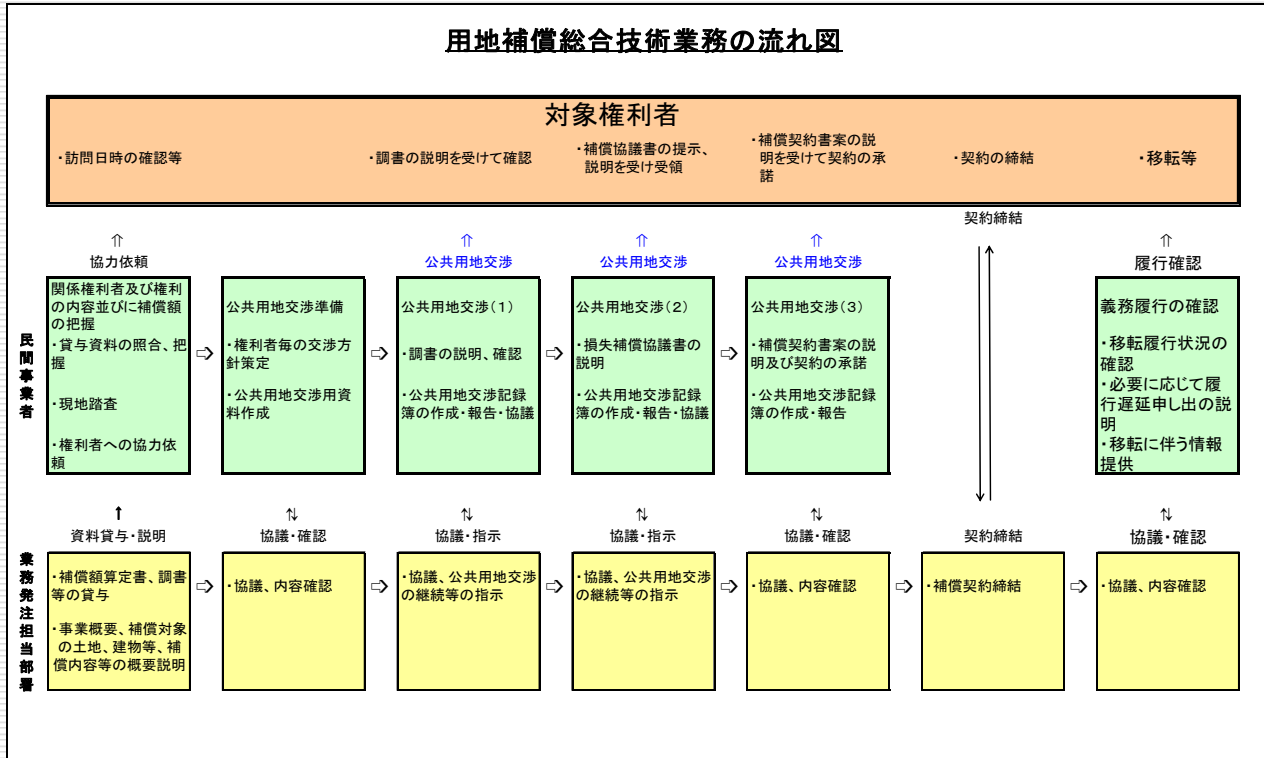 用地補償総合技術業務の流れ図
対象権利者
・訪問日時の確認等
・調書の説明を受けて確認
・補償協議書の提示、
説明を受け受領
・補償契約書案の説
明を受けて契約の承
諾
・契約の締結
・移転等
⇑
協力依頼
⇑
公共用地交渉
⇑
公共用地交渉
⇑
公共用地交渉
契約締結
⇑
履行確認
民間事業者
関係権利者及び権利
の内容並びに補償額
の把握
・貸与資料の照合、把
握
・現地踏査
・権利者への協力依
頼
⇨
公共用地交渉準備
・権利者毎の交渉方
針策定
・公共用地交渉用資
料作成
⇨
公共用地交渉(1)
・調書の説明、確認
・公共用地交渉記録
簿の作成・報告・協議
⇨
公共用地交渉(2)
・損失補償協議書の
説明
・公共用地交渉記録
簿の作成・報告・協議
⇨
公共用地交渉(3)
・補償契約書案の説
明及び契約の承諾
・公共用地交渉記録
簿の作成・報告
義務履行の確認
・移転履行状況の
確認
・必要に応じて履
行遅延申し出の説
明
・移転に伴う情報
提供
↑
資料貸与・説明
⇅
協議・確認
⇅
協議・指示
⇅
協議・指示
⇅
協議・確認
契約締結
⇅
協議・確認
業務発注担当部署
・補償額算定書、調書
等の貸与
・事業概要、補償対象
の土地、建物等、補
償内容等の概要説明
⇨
・協議、内容確認
⇨
・協議、公共用地交渉
の継続等の指示
⇨
・協議、公共用地交渉
の継続等の指示
⇨
・協議、内容確認
⇨
・補償契約締結
⇨
・協議、内容確認